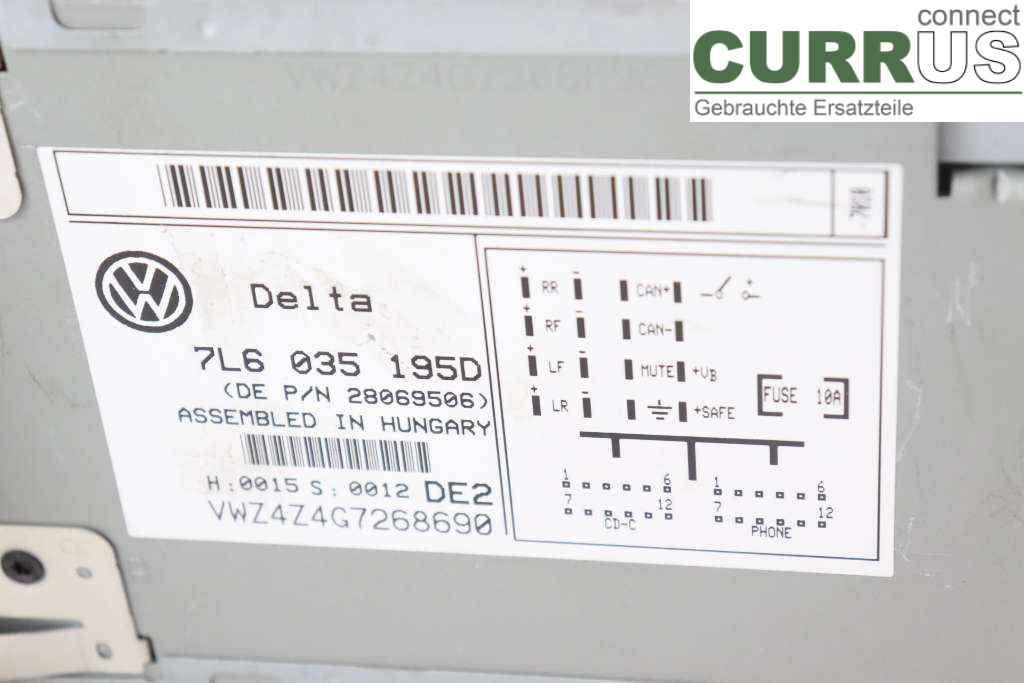 connect
CURRUS
Gebrauchte Ersatzteile
Delta
7L6 035 195D
(DE P/N 28069506)
ASSEMBLED IN HUNGARY
H:0015 S:0012 DE2
VWZ4Z4G7268690
+ RR - CAN+
+ RF - CAN-
+ LF - MUTE +VB
+ LR - +SAFE
FUSE 10A
1 6 1 6
7 12 7 12
CD-C PHONE